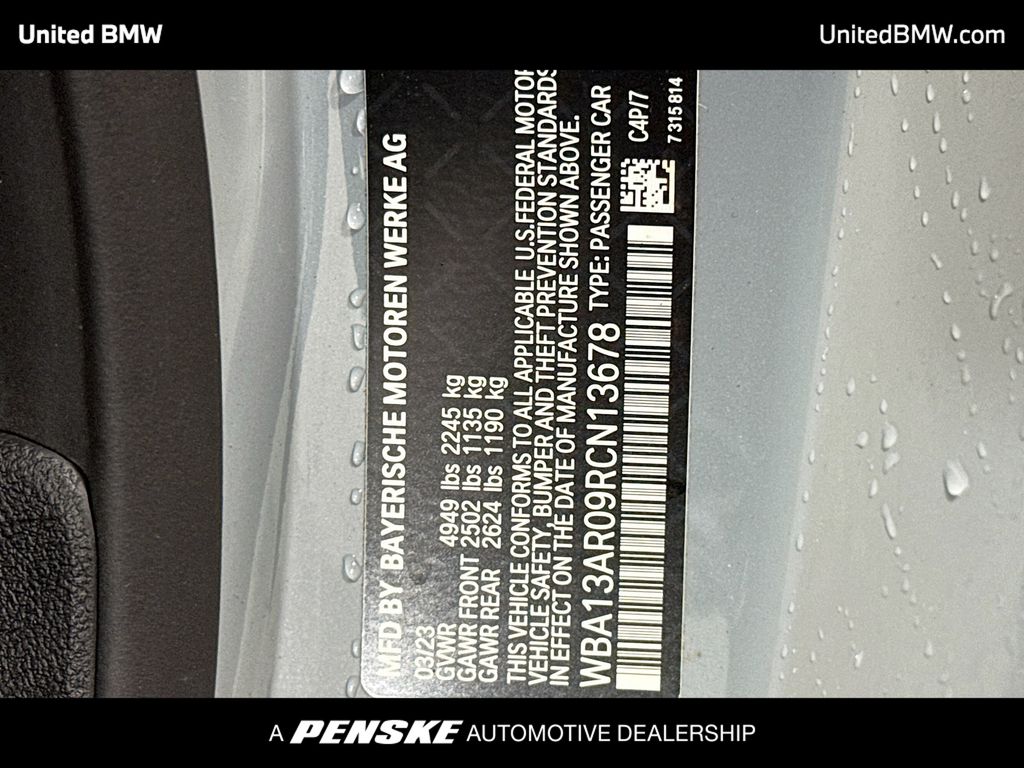 United BMW
UnitedBMW.com
MFD BY BAYERISCHE MOTOREN WERKE AG
03/23
GVWR 4949 lbs 2245 kg
GAWR FRONT 2502 lbs 1135 kg
GAWR REAR 2624 lbs 1190 kg
THIS VEHICLE CONFORMS TO ALL APPLICABLE U.S.FEDERAL MOTOR
VEHICLE SAFETY, BUMPER AND THEFT PREVENTION STANDARDS
IN EFFECT ON THE DATE OF MANUFACTURE SHOWN ABOVE.
WBA13AR09RCN13678 TYPE: PASSENGER CAR
C4P/7
7 315 814
A PENSKE AUTOMOTIVE DEALERSHIP